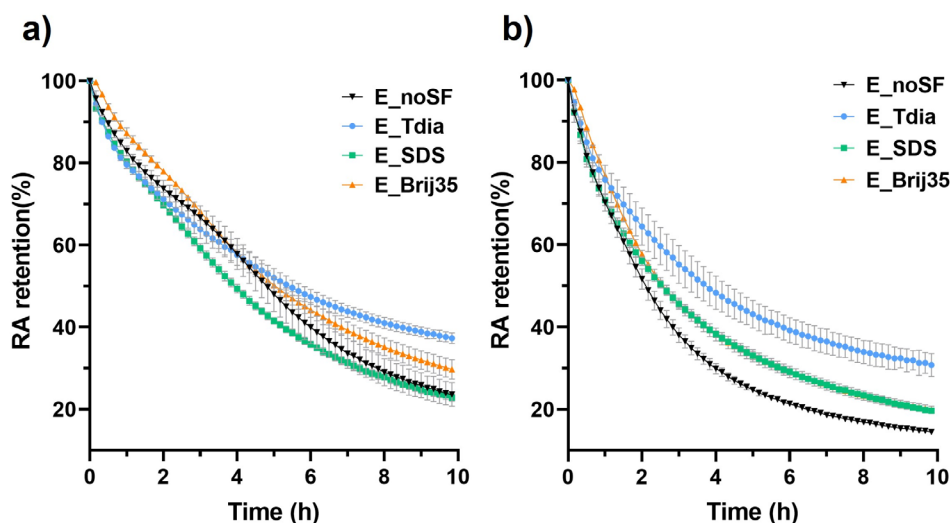 a)
RA retention(%)
100
80
60
40
20
0
2
4
6
8
10
Time (h)
E_noSF
E_Tdia
E_SDS
E_Brij35
b)
RA retention(%)
100
80
60
40
20
0
2
4
6
8
10
Time (h)
E_noSF
E_Tdia
E_SDS
E_Brij35